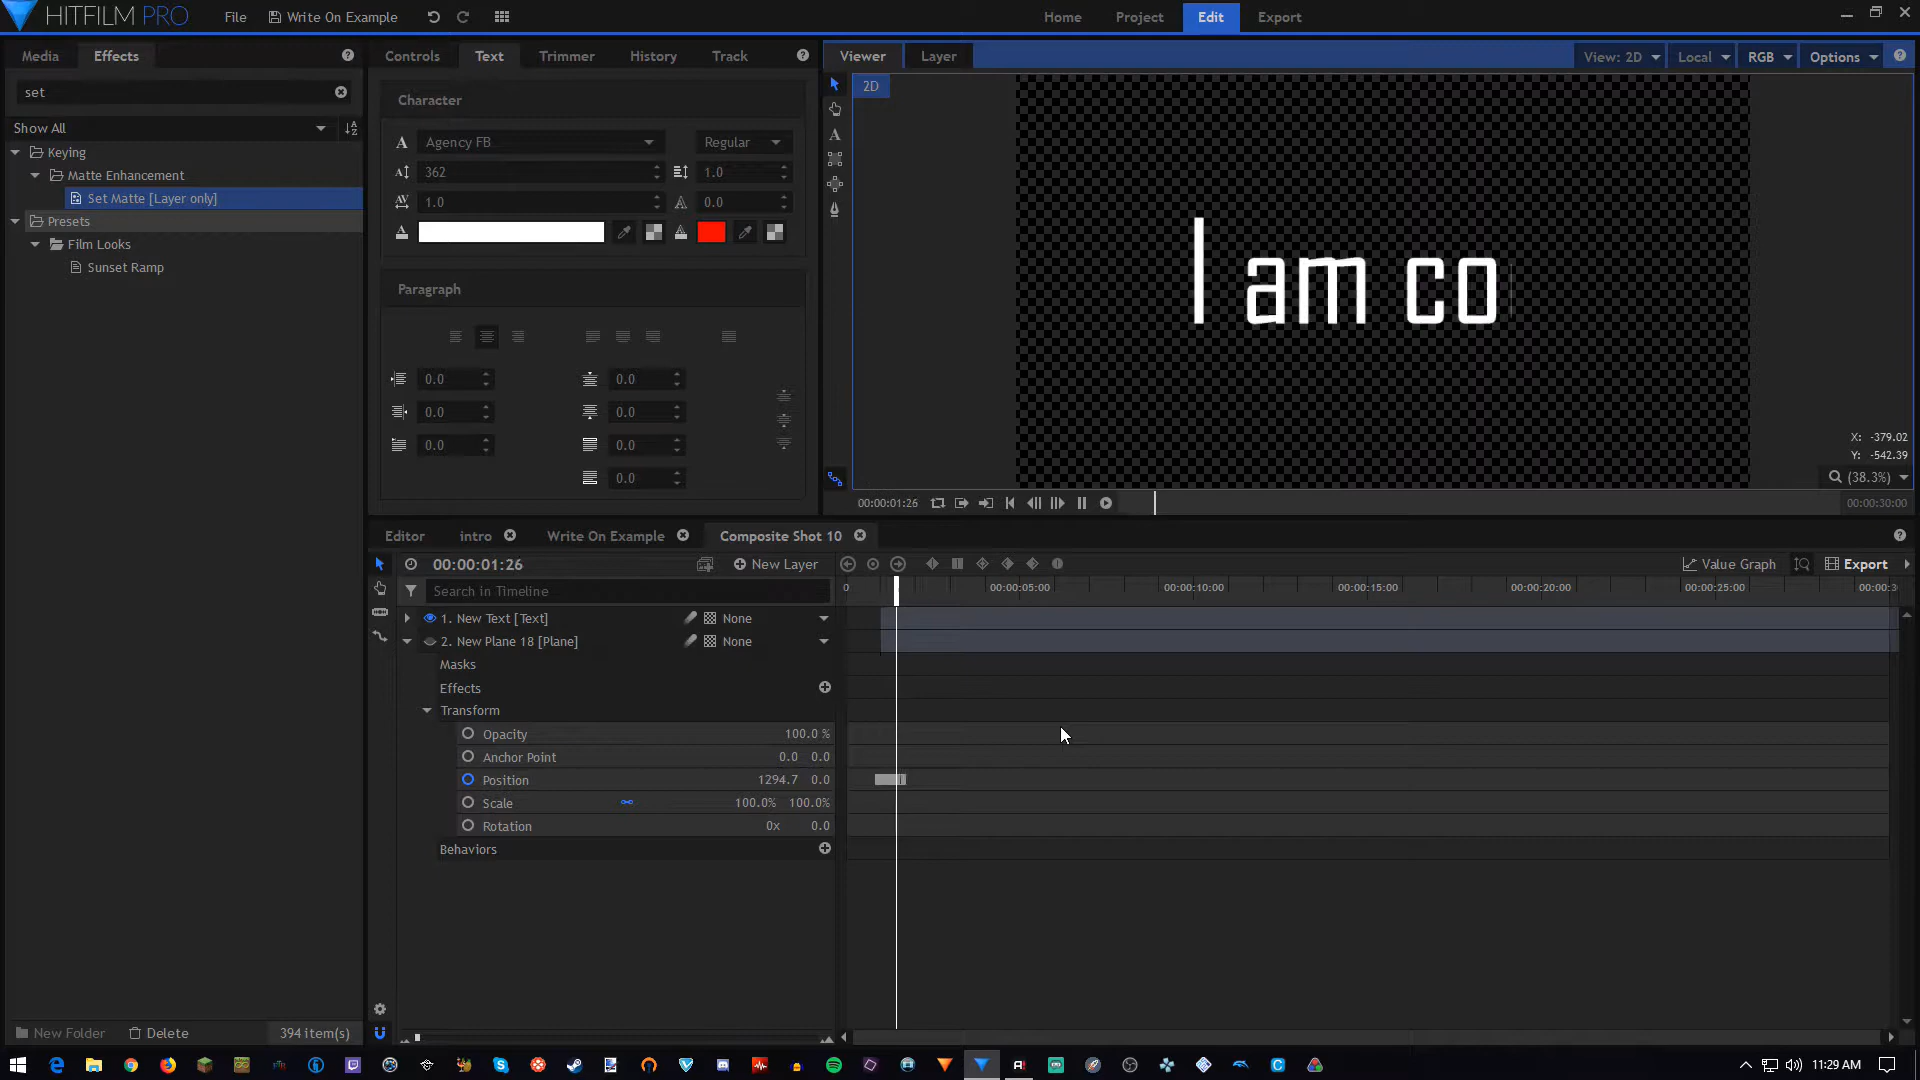 HITFILM PRO File Write On Example Home Project Edit Export
Media Effects Controls Text Trimmer History Track Viewer Layer View: 2D Local RGB Options
set
Show All
Keying
Matte Enhancement
Set Matte [Layer only]
Presets
Film Looks
Sunset Ramp
Character
Agency FB Regular
362 1.0
1.0 0.0
Paragraph
0.0 0.0
0.0 0.0
0.0 0.0
0.0
2D
I am co
X: -379.02
Y: -542.39
(38.3%)
00:00:01:26 00:00:30:00
Editor intro Write On Example Composite Shot 10
00:00:01:26 New Layer Value Graph Export
Search in Timeline
0 00:00:05:00 00:00:10:00 00:00:15:00 00:00:20:00 00:00:25:00 00:00:3
1. New Text [Text] None
2. New Plane 18 [Plane] None
Masks
Effects
Transform
Opacity 100.0 %
Anchor Point 0.0 0.0
Position 1294.7 0.0
Scale 100.0% 100.0%
Rotation 0x 0.0
Behaviors
New Folder Delete 394 item(s)
11:29 AM